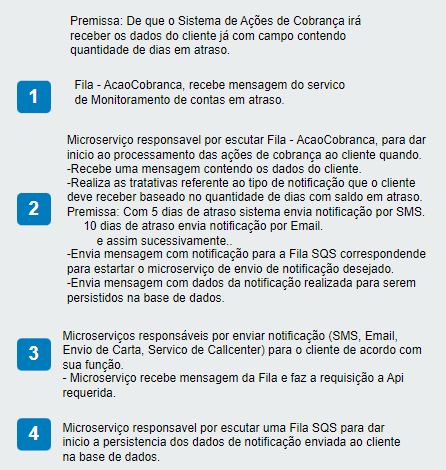 Premissa: De que o Sistema de Ações de Cobrança irá
receber os dados do cliente já com campo contendo
quantidade de dias em atraso.
1
Fila - AcaoCobranca, recebe mensagem do servico
de Monitoramento de contas em atraso.
2
Microserviço responsavel por escutar Fila - AcaoCobranca, para dar
inicio ao processamento das ações de cobrança ao cliente quando.
-Recebe uma mensagem contendo os dados do cliente.
-Realiza as tratativas referente ao tipo de notificação que o client
deve receber baseado no quantidade de dias com saldo em atraso.
Premissa: Com 5 dias de atraso sistema envia notificação por SMS.
10 dias de atraso envia notificação por Email.
e assim sucessivamente..
-Envia mensagem com notificação para a Fila SQS correspondende
para estartar o microserviço de envio de notificação desejado.
-Envia mensagem com dados da notificação realizada para serem
persistidos na base de dados.
3
Microserviços responsáveis por enviar notificação (SMS, Email,
Envio de Carta, Servico de Callcenter) para o cliente de acordo com
sua função.
- Microserviço recebe mensagem da Fila e faz a requisição a Api
requerida.
4
Microserviço responsavel por escutar uma Fila SQS para dar
inicio a persistencia dos dados de notificação enviada ao cliente
na base de dados.